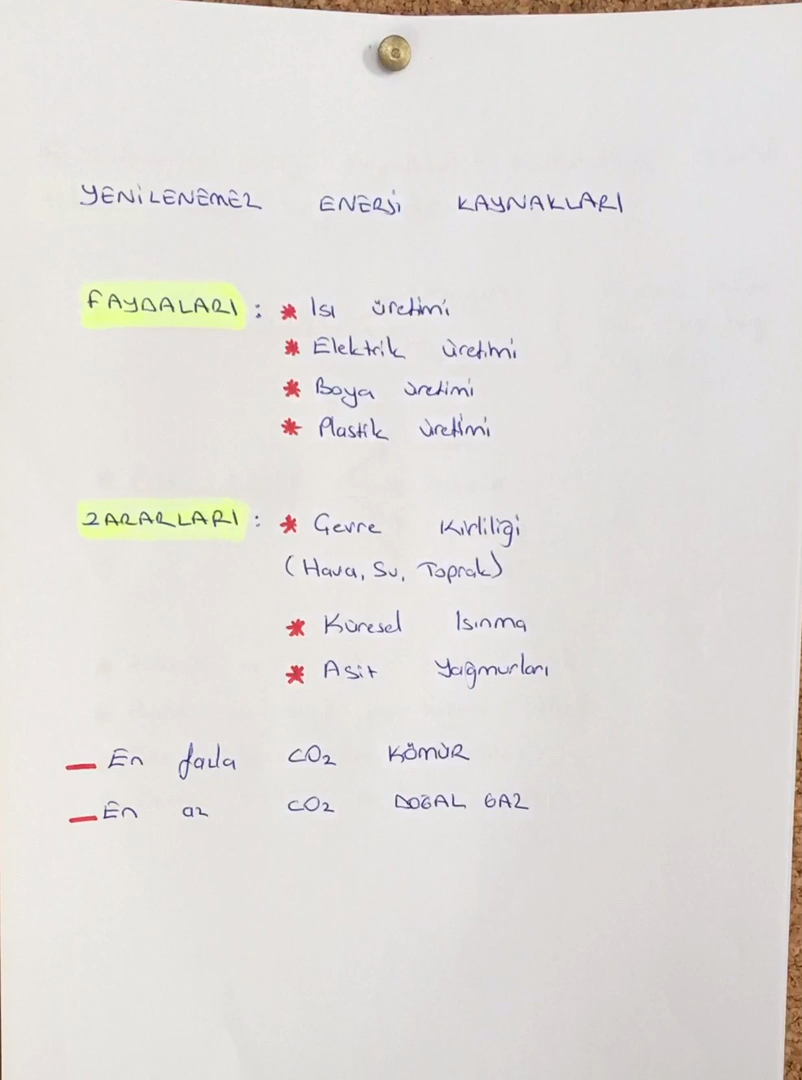 YENİLENEMEZ ENERJİ KAYNAKLARI
FAYDALARI : * Isı üretimi
* Elektrik üretimi
* Boya üretimi
* Plastik üretimi
ZARARLARI : * Çevre Kirliliği
(Hava, Su, Toprak)
* Küresel Isınma
* Asit Yağmurları
— En fazla CO2 KÖMÜR
— En az CO2 DOĞAL GAZ